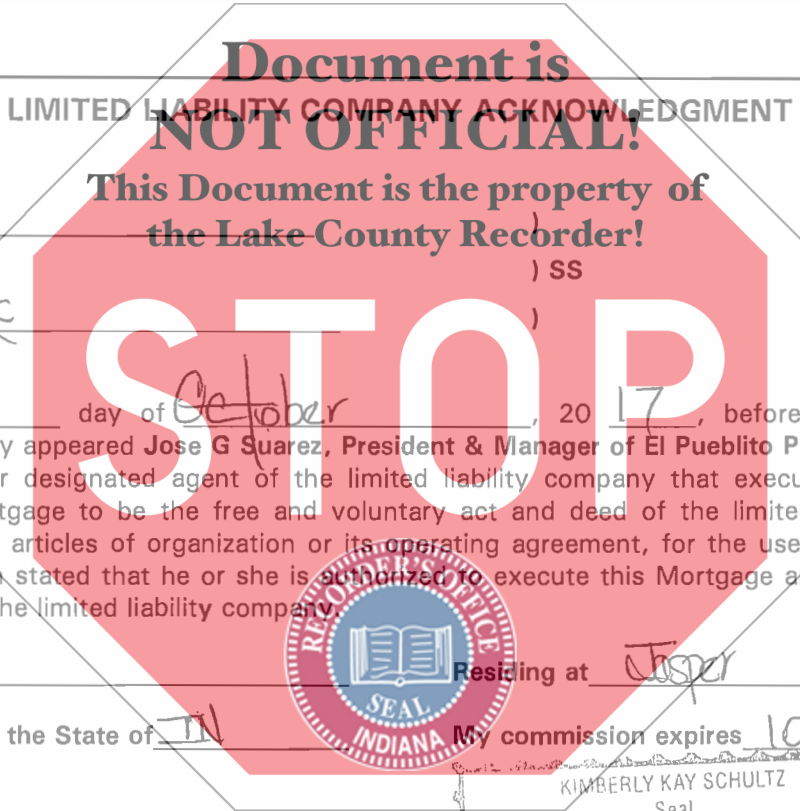 Document is
LIMITED LIABILITY COMPANY ACKNOWLEDGMENT
NOT OFFICIAL!
This Document is the property of
the Lake County Recorder!
)
) SS
)
STOP
day of October, 20 17, before
y appeared Jose G Suarez, President & Manager of El Pueblito P
r designated agent of the limited liability company that execu
tgage to be the free and voluntary act and deed of the limite
articles of organization or its operating agreement, for the use
stated that he or she is authorized to execute this Mortgage a
he limited liability company.
RECORDER'S OFFICE
SEAL
INDIANA
Residing at Jasper
the State of IN My commission expires 10
KIMBERLY KAY SCHULTZ
Seal